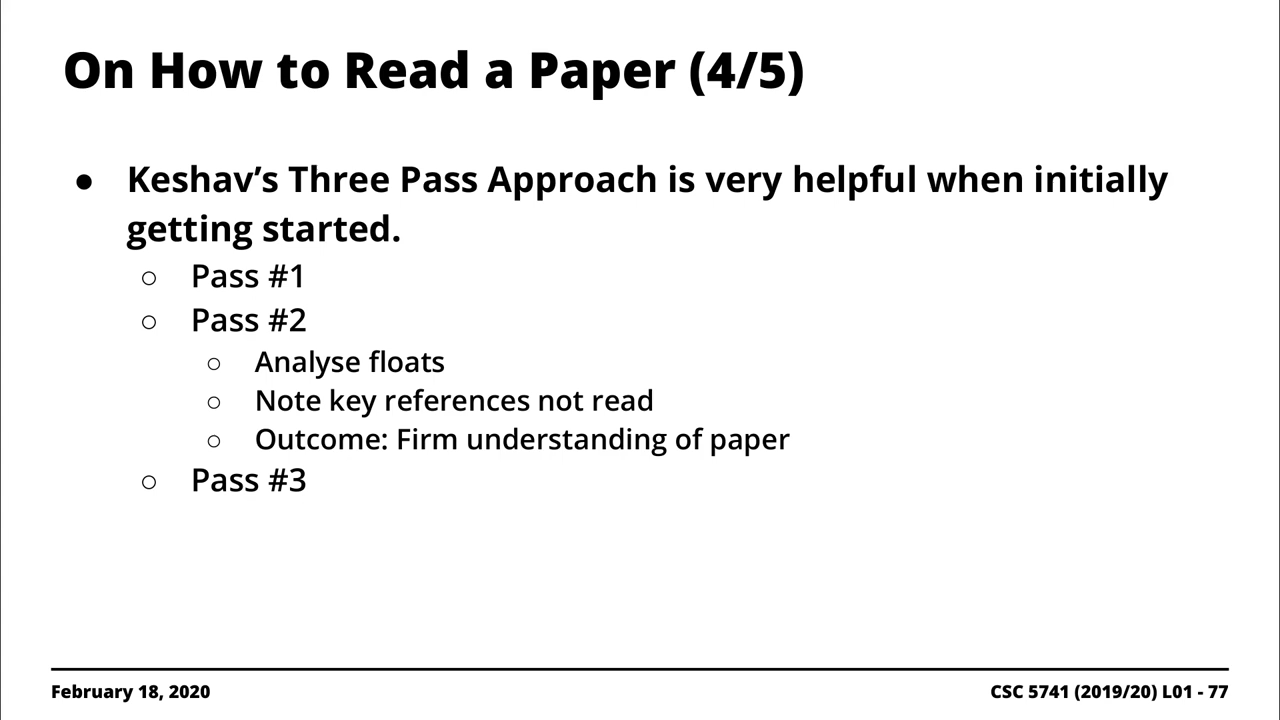 On How to Read a Paper (4/5)
● Keshav’s Three Pass Approach is very helpful when initially
getting started.
○ Pass #1
○ Pass #2
○ Analyse floats
○ Note key references not read
○ Outcome: Firm understanding of paper
○ Pass #3
February 18, 2020
CSC 5741 (2019/20) L01 - 77